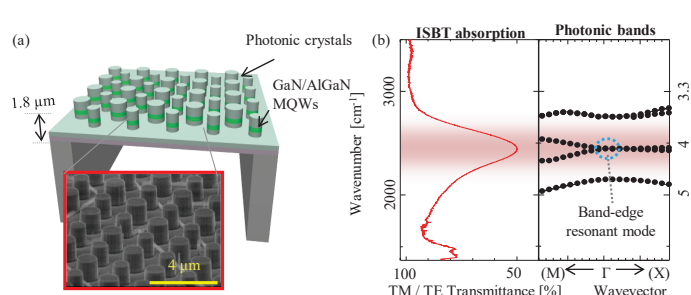 (a)
Photonic crystals
GaN/AlGaN
MQWs
1.8 µm
4 µm
(b)
ISBT absorption
Photonic bands
Wavenumber [cm⁻¹]
3000
2000
3.3
4
5
Band-edge
resonant mode
100
50
(M)
Γ
(X)
TM / TE Transmittance [%]
Wavevector